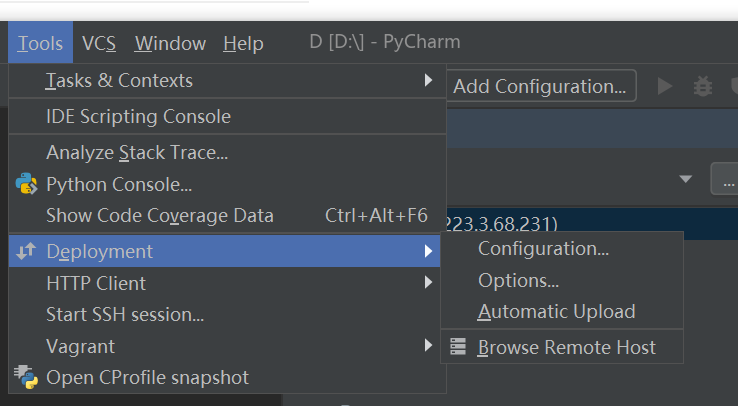 Tools VCS Window Help D [D:\] - PyCharm
Tasks & Contexts
Add Configuration...
IDE Scripting Console
Analyze Stack Trace...
Python Console...
...
Show Code Coverage Data Ctrl+Alt+F6
223.3.68.231)
Deployment
Configuration...
HTTP Client
Options...
Start SSH session...
Automatic Upload
Vagrant
Browse Remote Host
Open CProfile snapshot